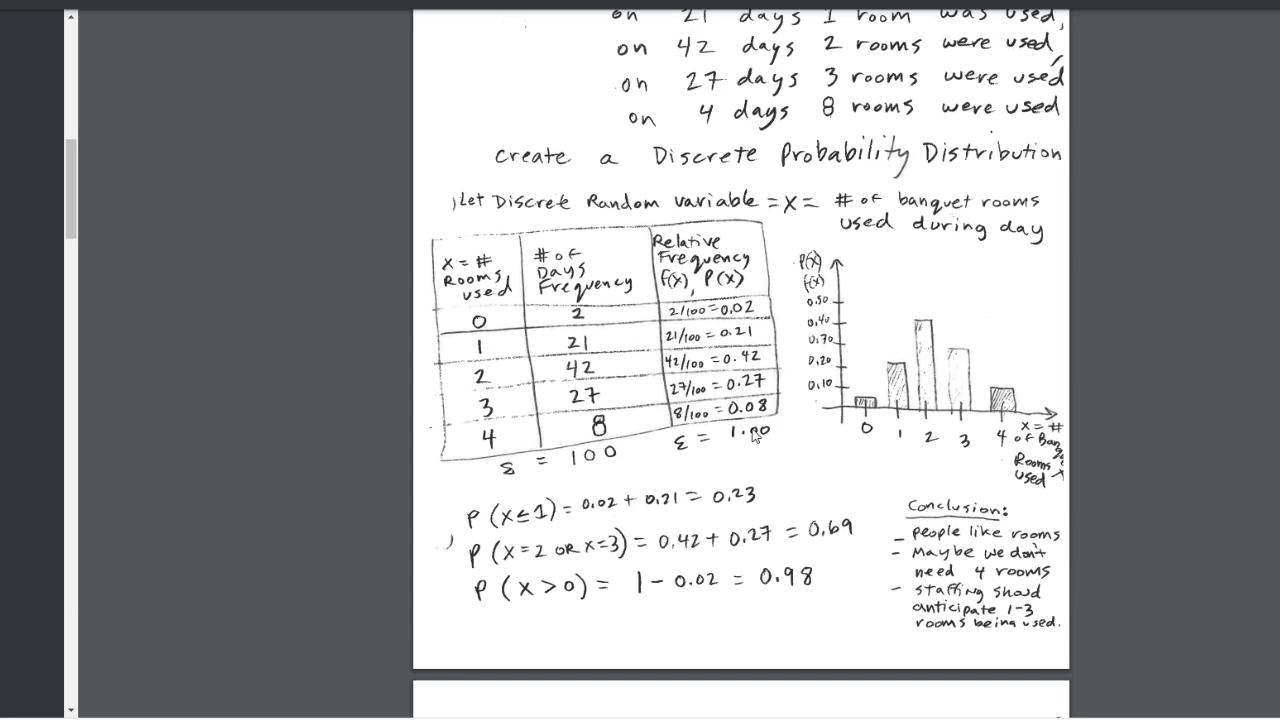 on 21 days 1 room was used,
on 42 days 2 rooms were used,
on 27 days 3 rooms were used
on 4 days 8 rooms were used
Create a Discrete Probability Distribution
Let Discrete Random variable = X = # of banquet rooms
used during day
X = #
Rooms
used
# of
Days
Frequency
Relative
Frequency
f(x), P(x)
0 2 2/100 = 0.02
1 21 21/100 = 0.21
2 42 42/100 = 0.42
3 27 27/100 = 0.27
4 8 8/100 = 0.08
Σ = 100 Σ = 1.00
P(x)
f(x)
0.50
0.40
0.70
0.20
0.10
0 1 2 3 4
X = #
of Banquet
Rooms
used
P (X ≤ 1) = 0.02 + 0.21 = 0.23
P (X = 2 OR X = 3) = 0.42 + 0.27 = 0.69
P (X > 0) = 1 - 0.02 = 0.98
Conclusion:
- People like rooms
- Maybe we don't
need 4 rooms
- staffing should
anticipate 1-3
rooms being used.